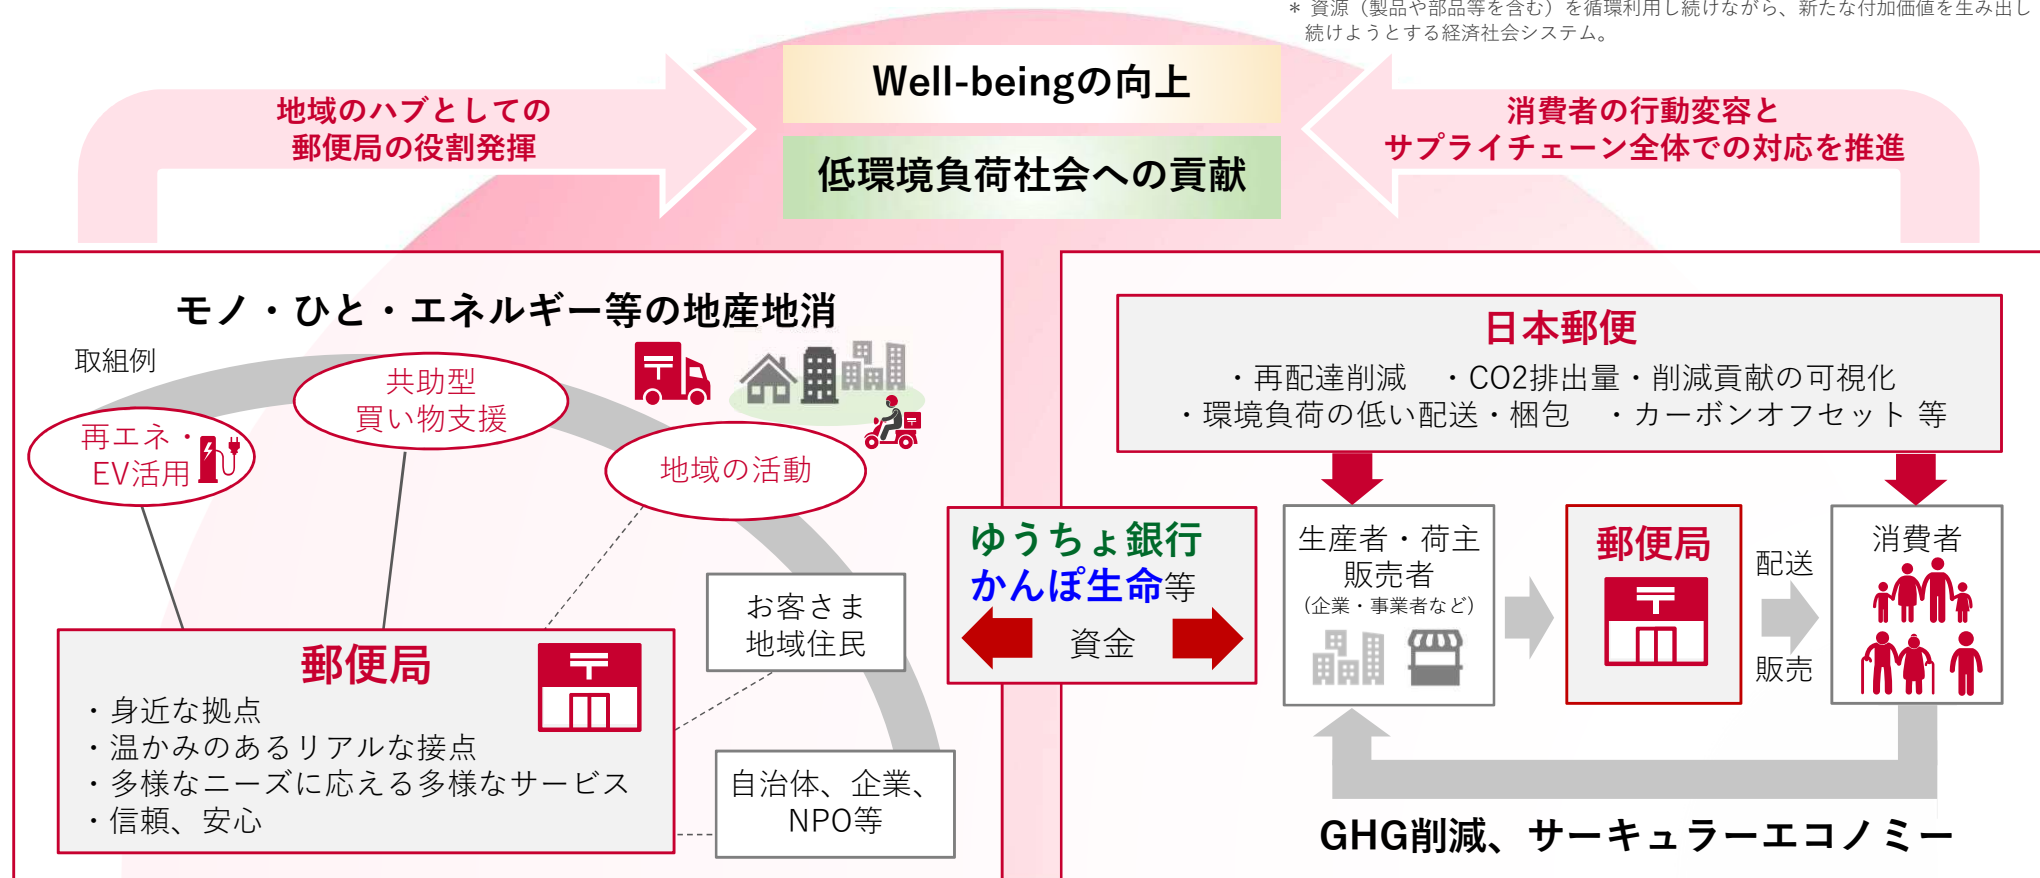 ＊ 資源（製品や部品等を含む）を循環利用し続けながら、新たな付加価値を生み出し
続けようとする経済社会システム。
Well-beingの向上
低環境負荷社会への貢献
地域のハブとしての
郵便局の役割発揮
消費者の行動変容と
サプライチェーン全体での対応を推進
モノ・ひと・エネルギー等の地産地消
取組例
共助型
買い物支援
再エネ・
EV活用
地域の活動
お客さま
地域住民
郵便局
・身近な拠点
・温かみのあるリアルな接点
・多様なニーズに応える多様なサービス
・信頼、安心
自治体、企業、
NPO等
ゆうちょ銀行
かんぽ生命等
資金
日本郵便
・再配達削減　・CO2排出量・削減貢献の可視化
・環境負荷の低い配送・梱包　・カーボンオフセット 等
生産者・荷主
販売者
（企業・事業者など）
郵便局
配送
販売
消費者
GHG削減、サーキュラーエコノミー